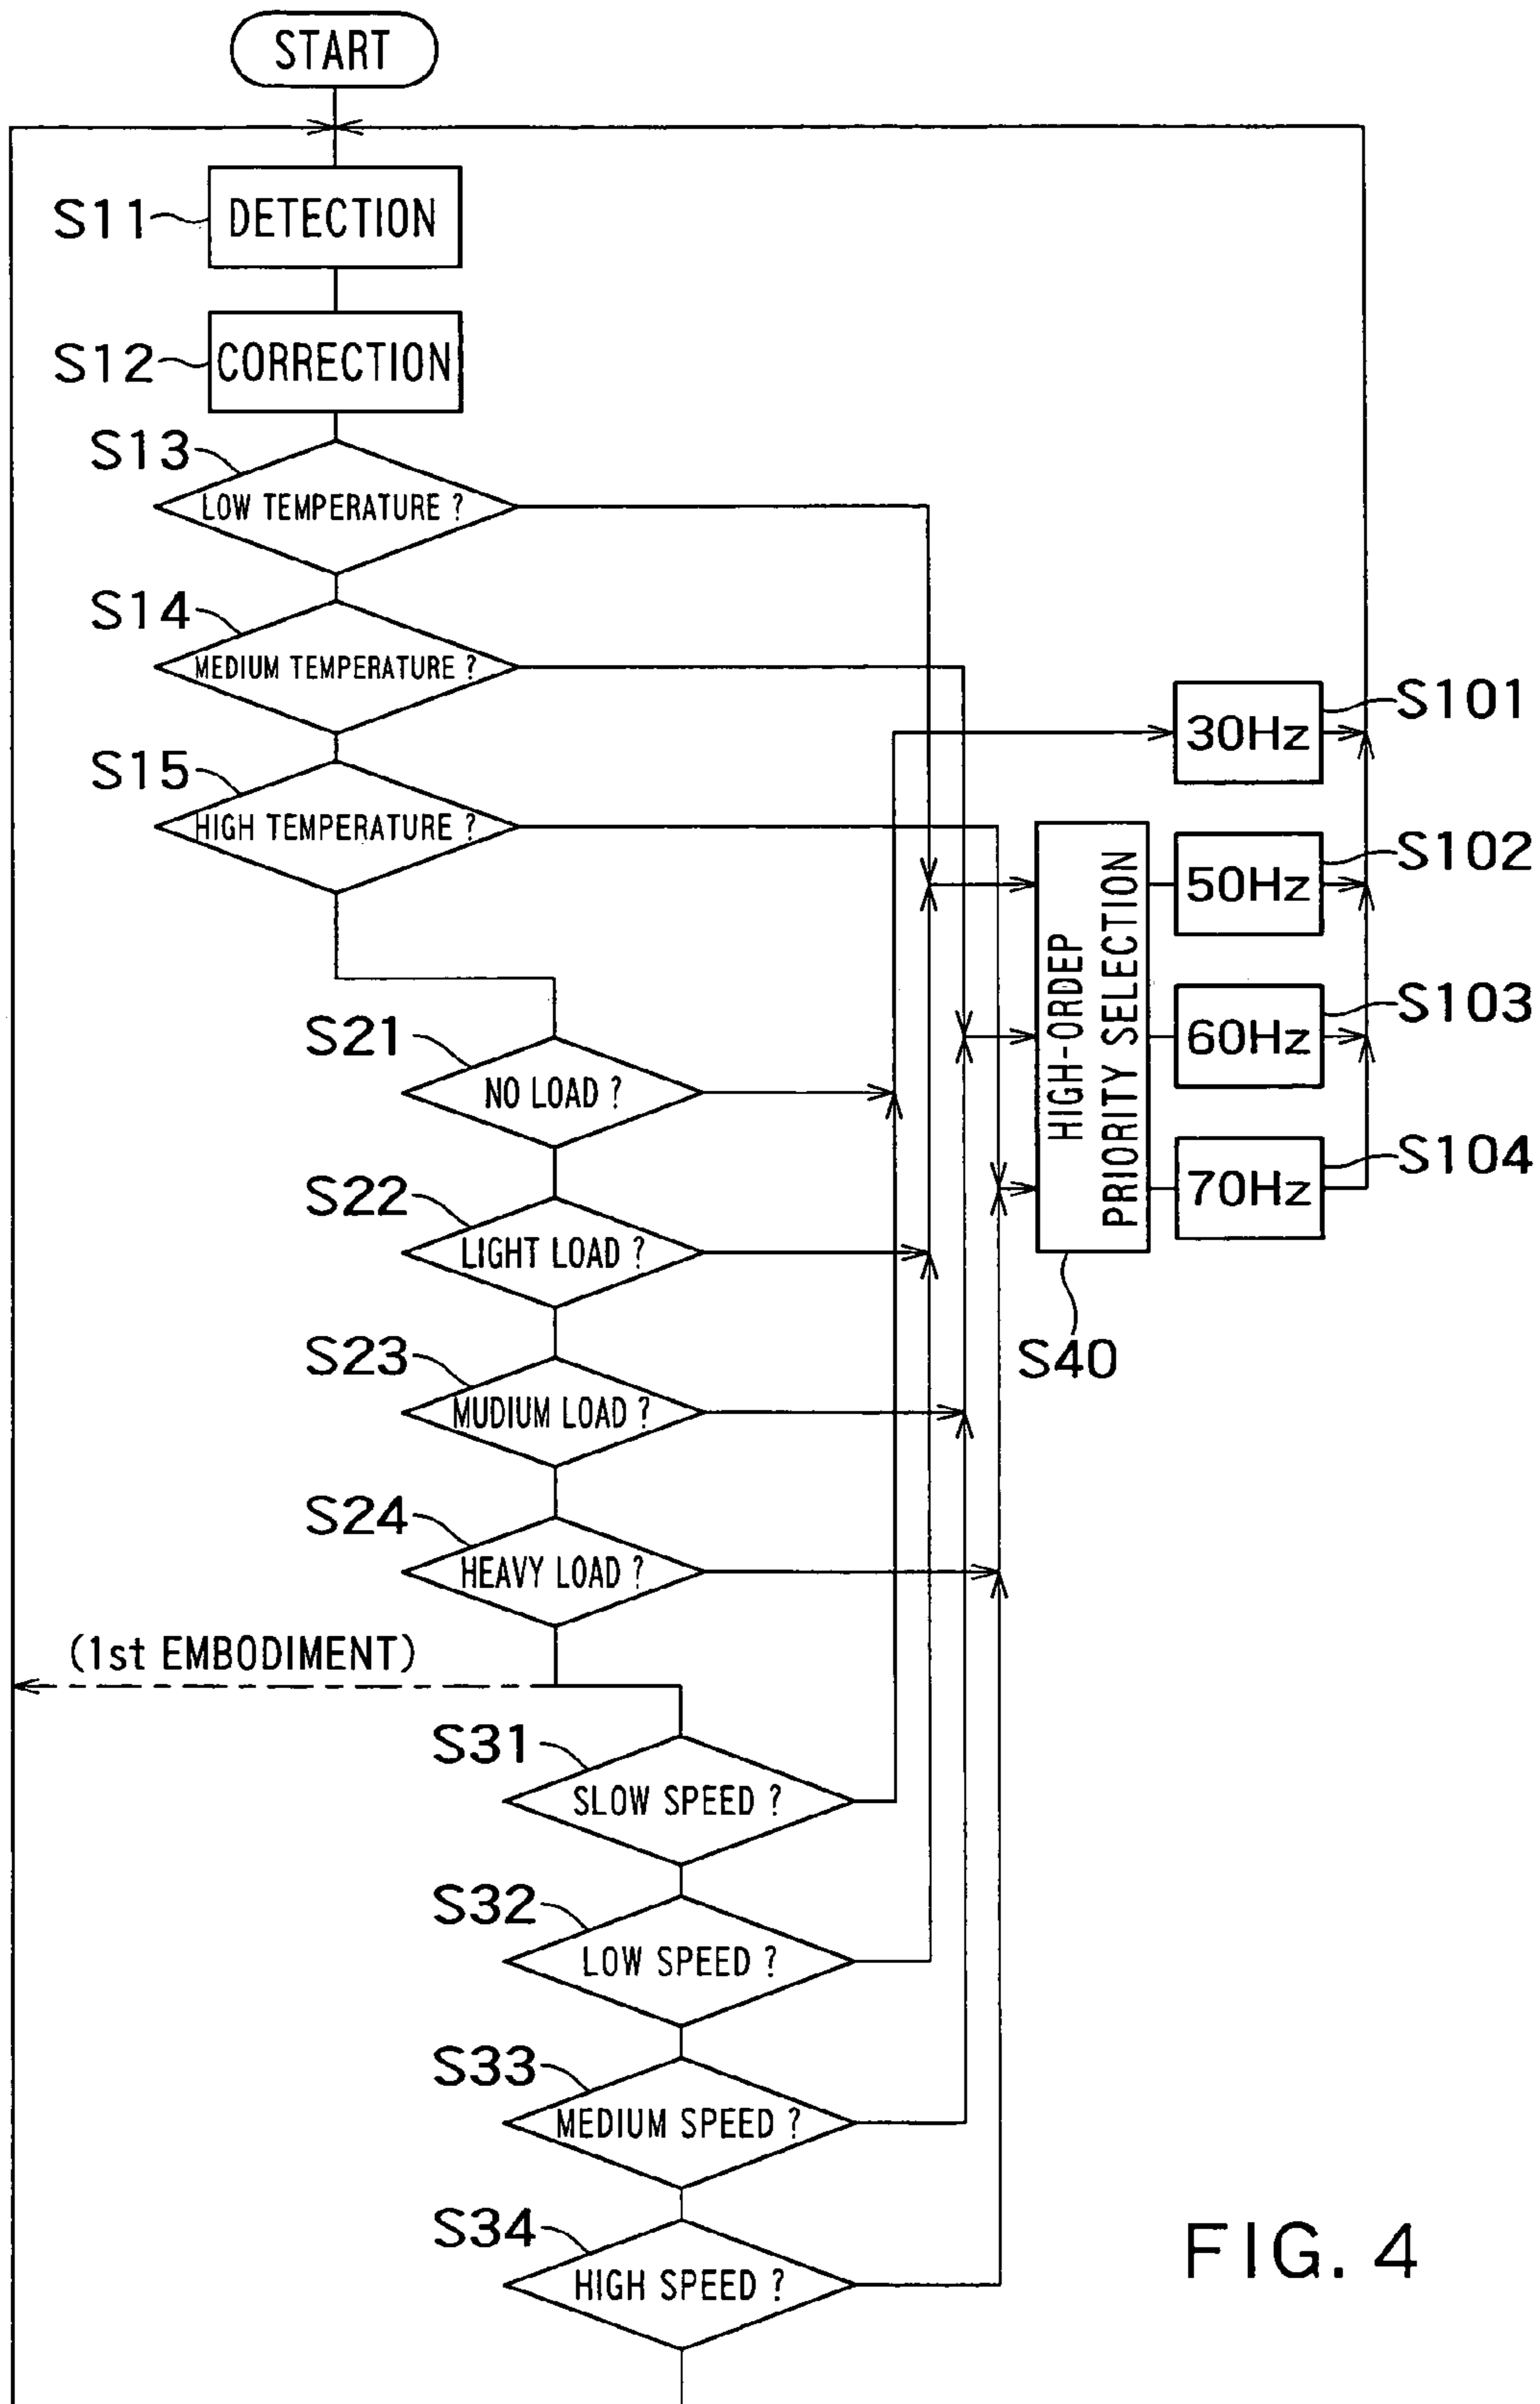 START
S11
DETECTION
S12
CORRECTION
S13
LOW TEMPERATURE ?
S14
MEDIUM TEMPERATURE ?
S15
HIGH TEMPERATURE ?
S21
NO LOAD ?
S22
LIGHT LOAD ?
S23
MUDIUM LOAD ?
S24
HEAVY LOAD ?
(1st EMBODIMENT)
S31
SLOW SPEED ?
S32
LOW SPEED ?
S33
MEDIUM SPEED ?
S34
HIGH SPEED ?
HIGH-ORDEP
PRIORITY SELECTION
S40
30Hz
S101
50Hz
S102
60Hz
S103
70Hz
S104
FIG. 4